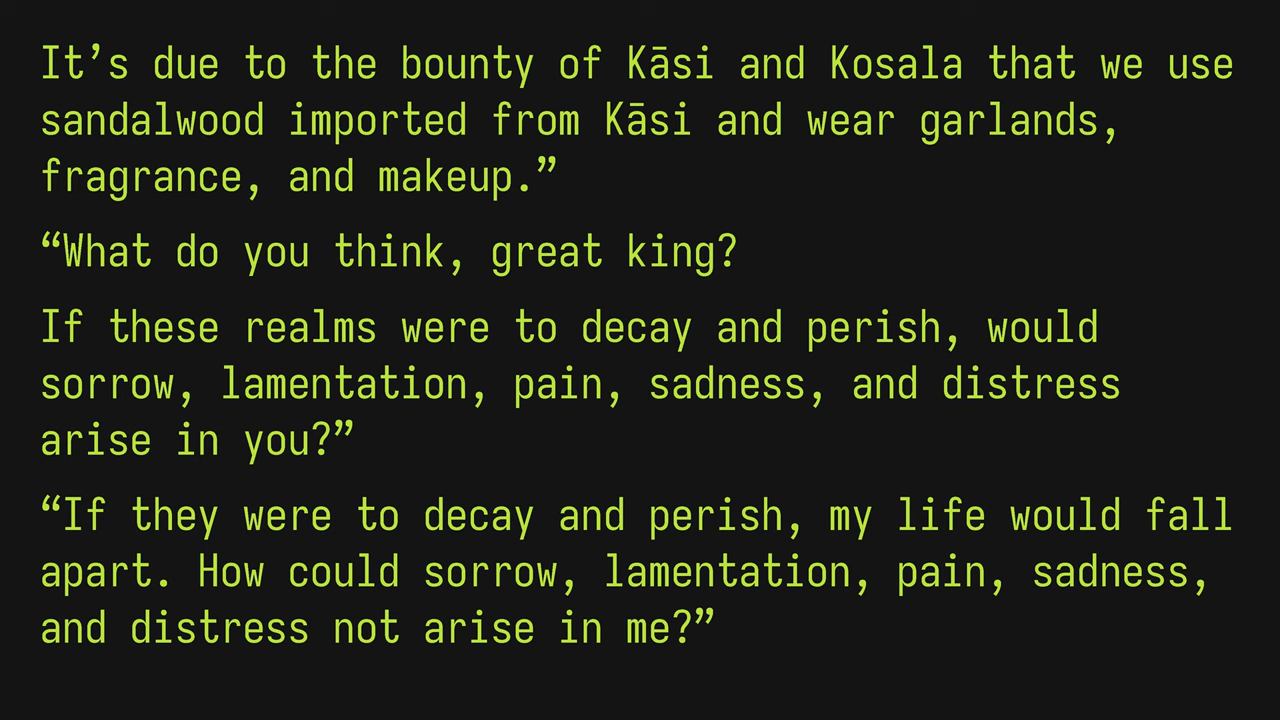 It’s due to the bounty of Kāsi and Kosala that we use
sandalwood imported from Kāsi and wear garlands,
fragrance, and makeup.”
“What do you think, great king?
If these realms were to decay and perish, would
sorrow, lamentation, pain, sadness, and distress
arise in you?”
“If they were to decay and perish, my life would fall
apart. How could sorrow, lamentation, pain, sadness,
and distress not arise in me?”